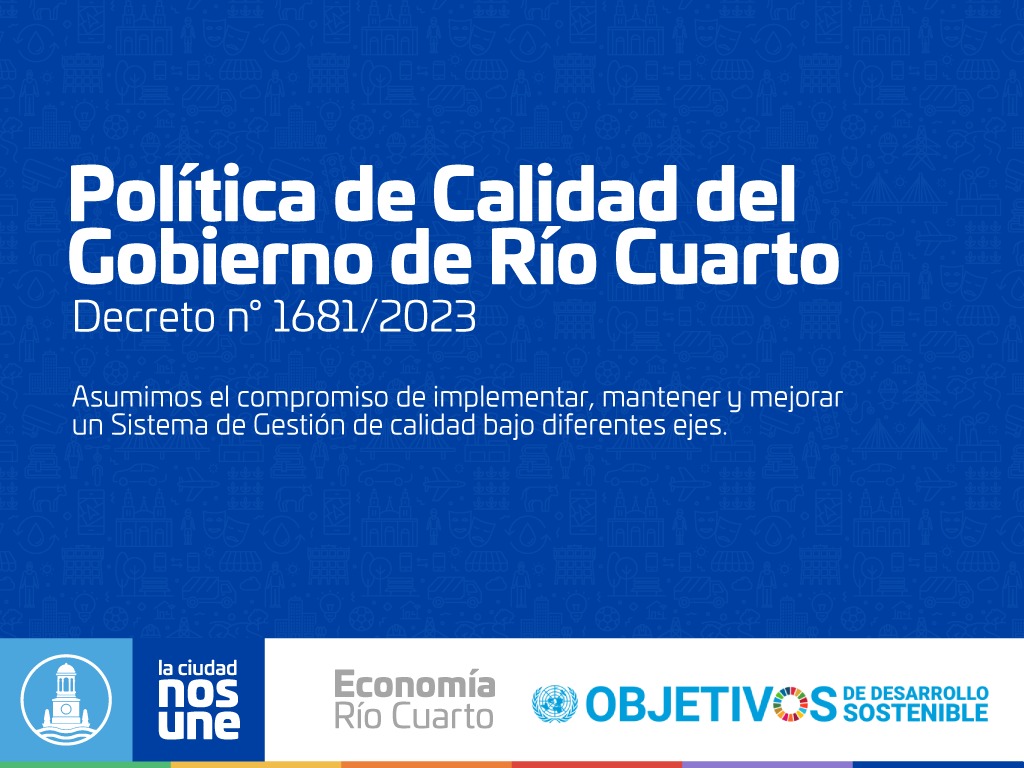 Política de Calidad del
Gobierno de Río Cuarto
Decreto n° 1681/2023
Asumimos el compromiso de implementar, mantener y mejorar
un Sistema de Gestión de calidad bajo diferentes ejes.
la ciudad
nos
une
Economía
Río Cuarto
OBJETIVOS
DE DESARROLLO
SOSTENIBLE